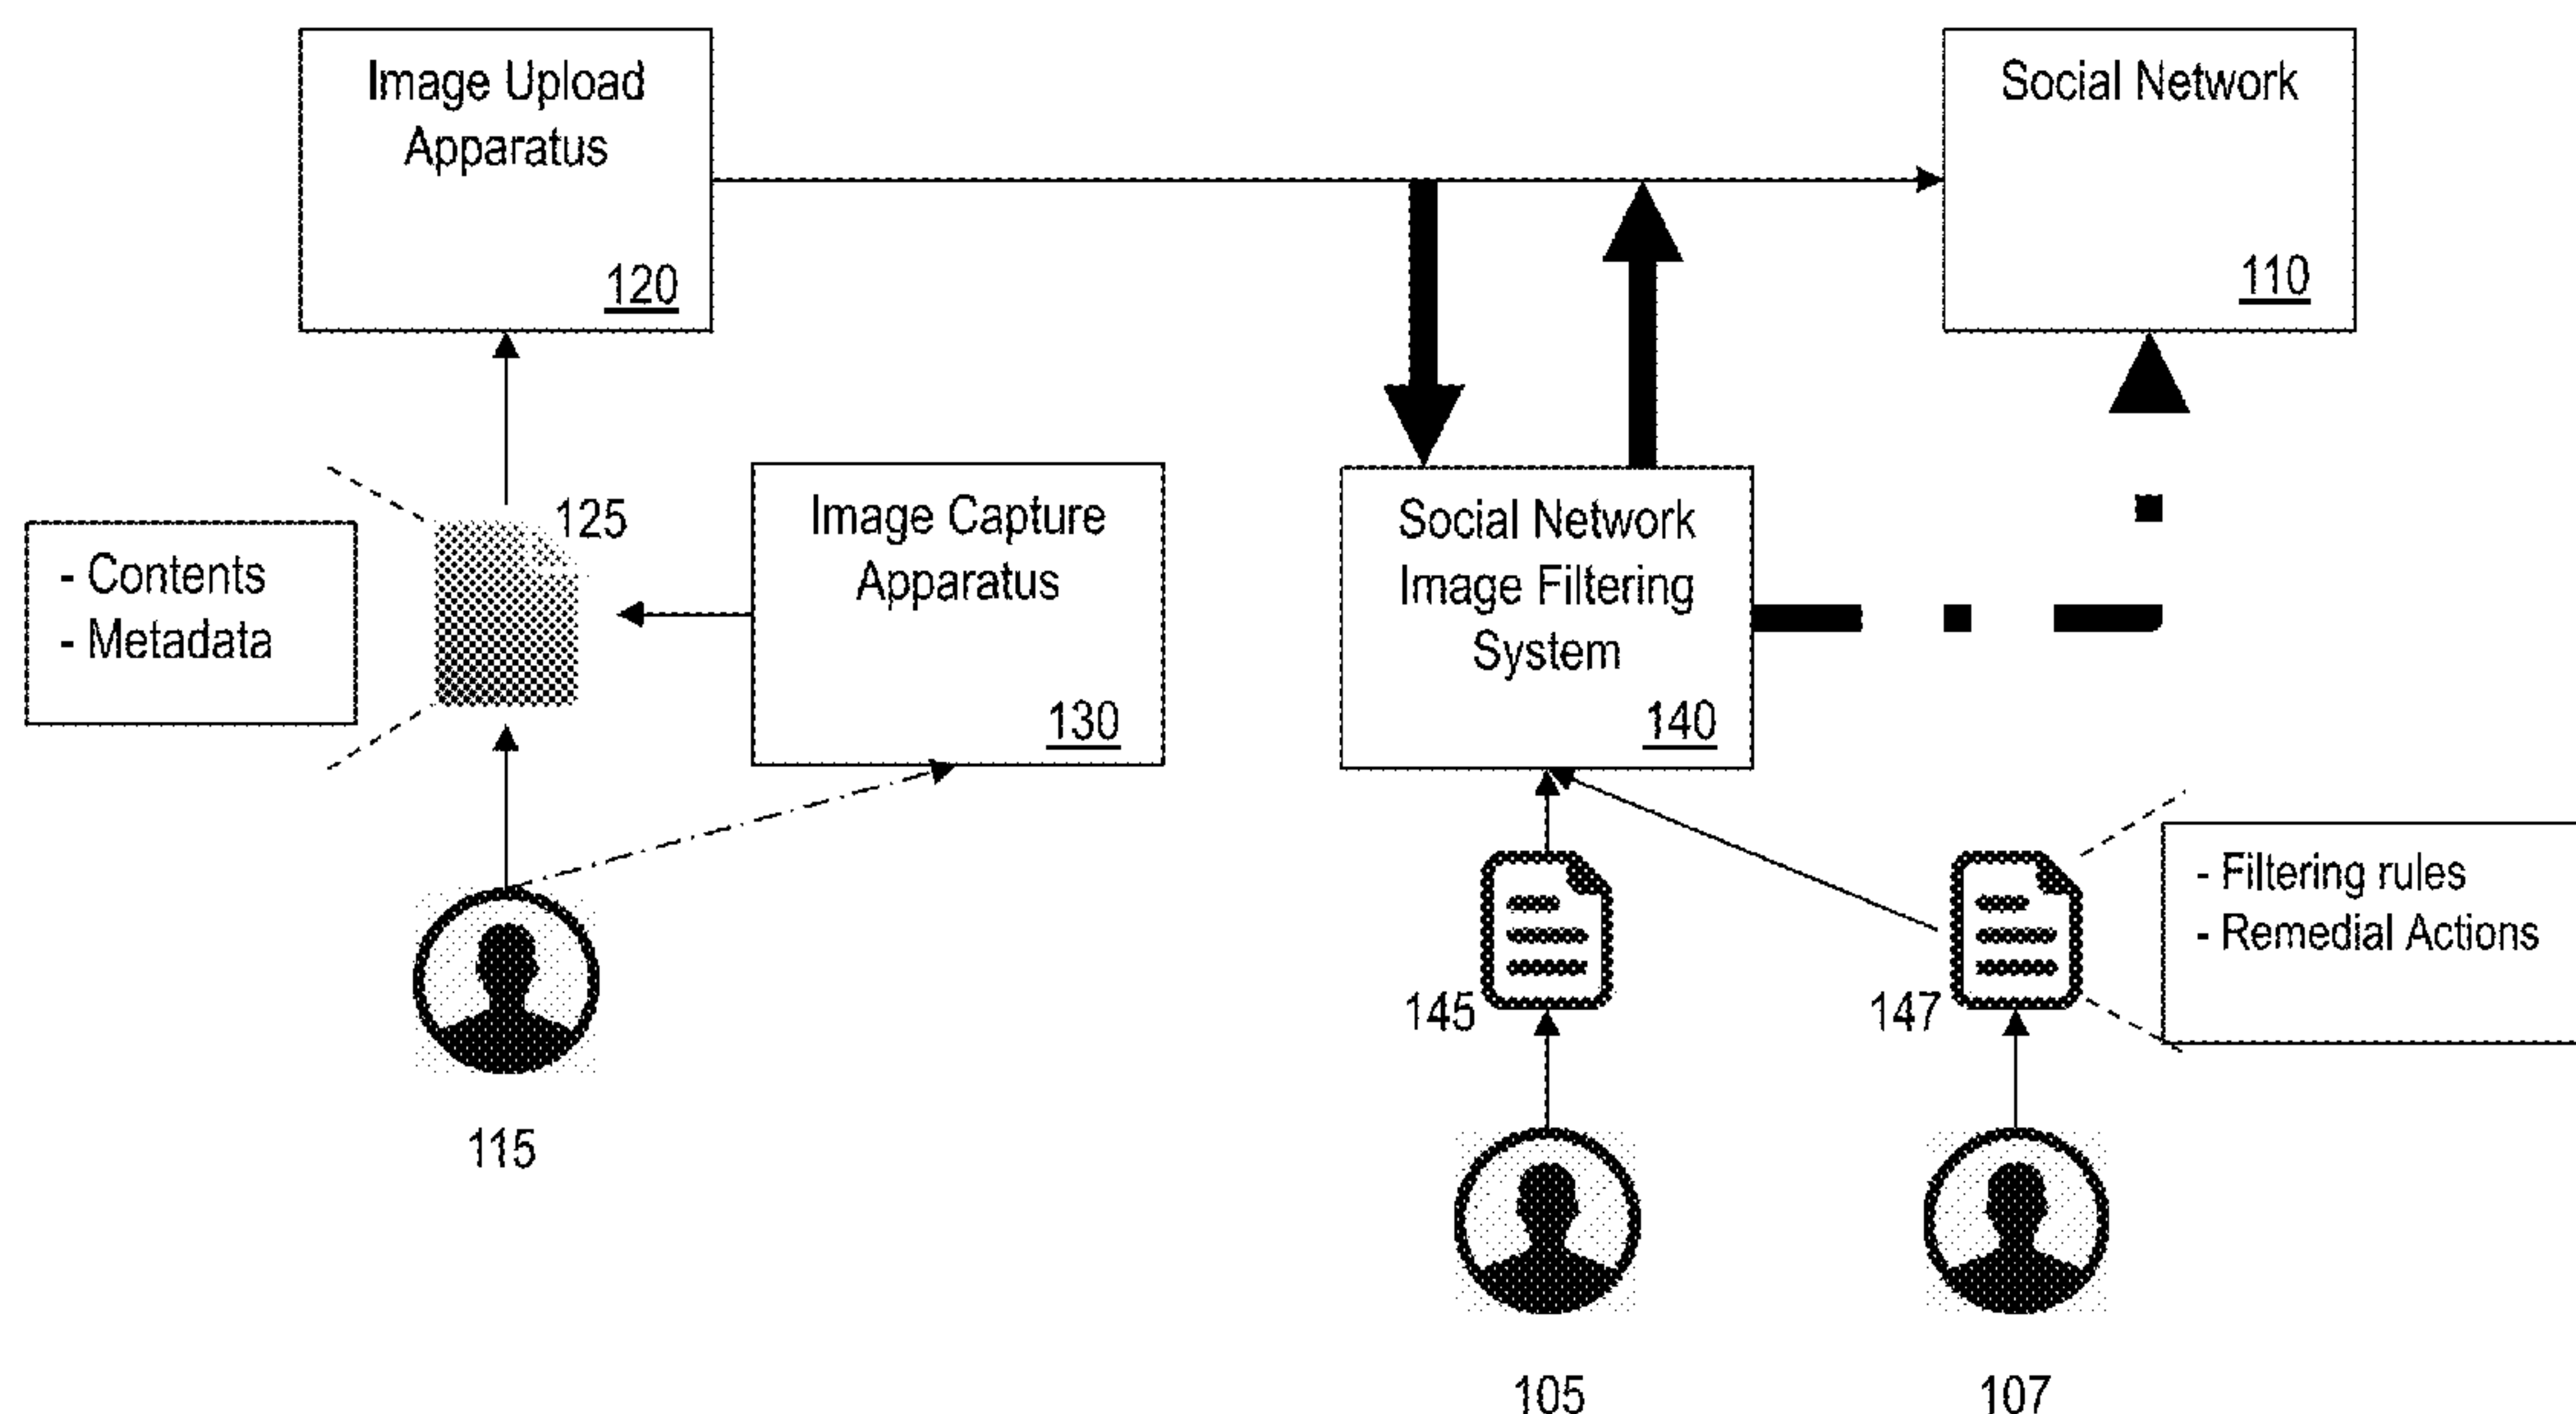 Image Upload
Apparatus
120
Social Network
110
125
- Contents
- Metadata
Image Capture
Apparatus
130
Social Network
Image Filtering
System
140
- Filtering rules
- Remedial Actions
145
147
115
105
107